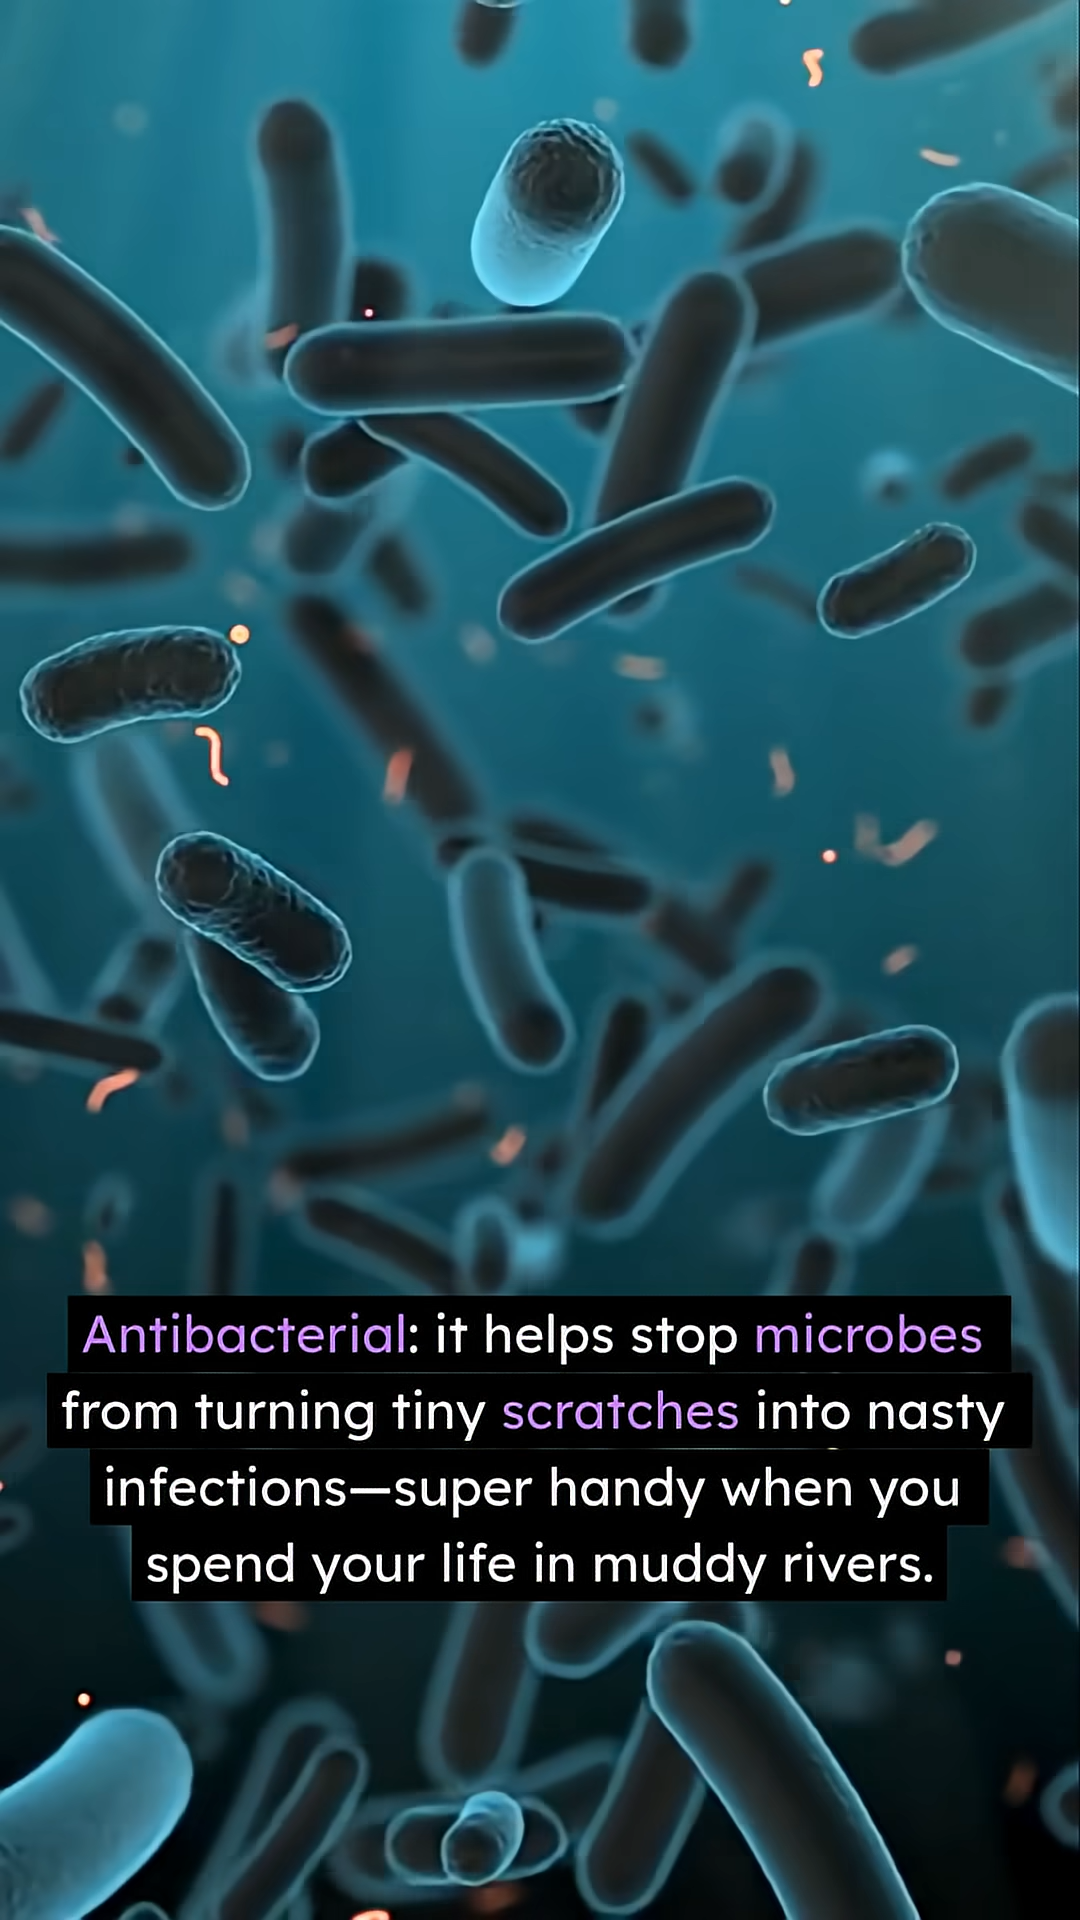 Antibacterial: it helps stop microbes
from turning tiny scratches into nasty
infections—super handy when you
spend your life in muddy rivers.